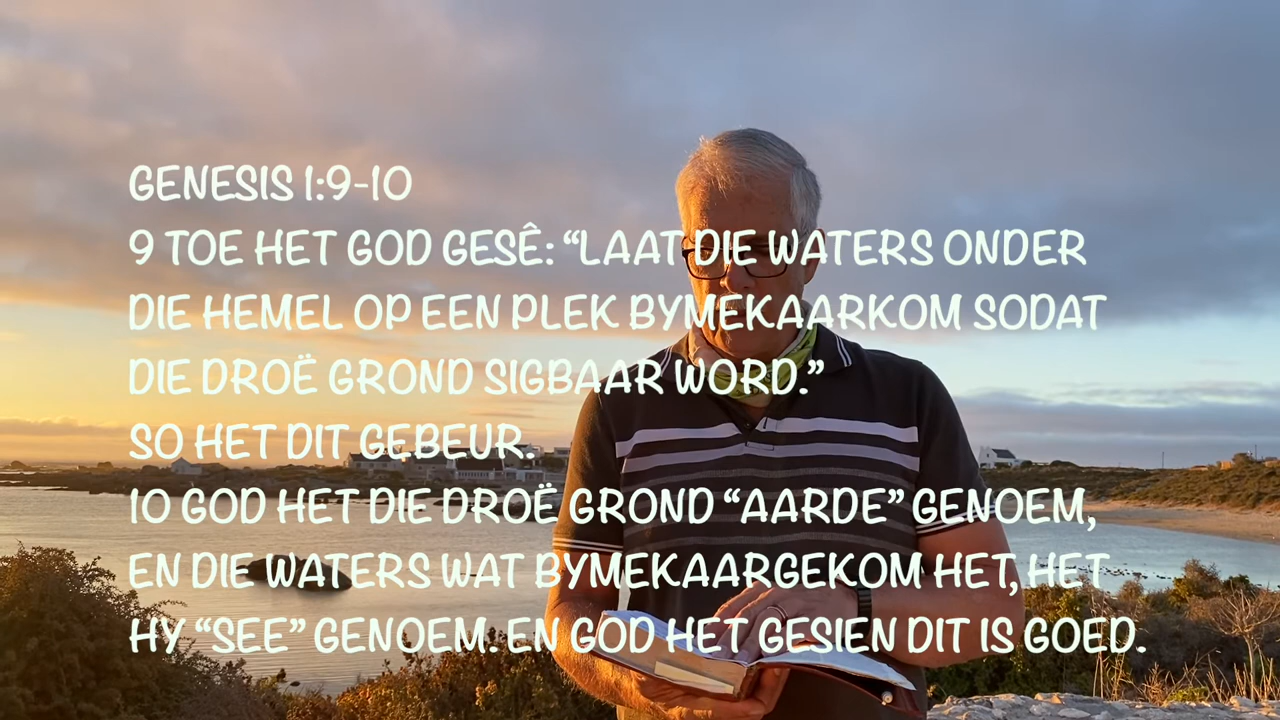 GENESIS 1:9-10
9 TOE HET GOD GESÊ: “LAAT DIE WATERS ONDER
DIE HEMEL OP EEN PLEK BYMEKAARKOM SODAT
DIE DROË GROND SIGBAAR WORD.”
SO HET DIT GEBEUR.
10 GOD HET DIE DROË GROND “AARDE” GENOEM,
EN DIE WATERS WAT BYMEKAARGEKOM HET, HET
HY “SEE” GENOEM. EN GOD HET GESIEN DIT IS GOED.